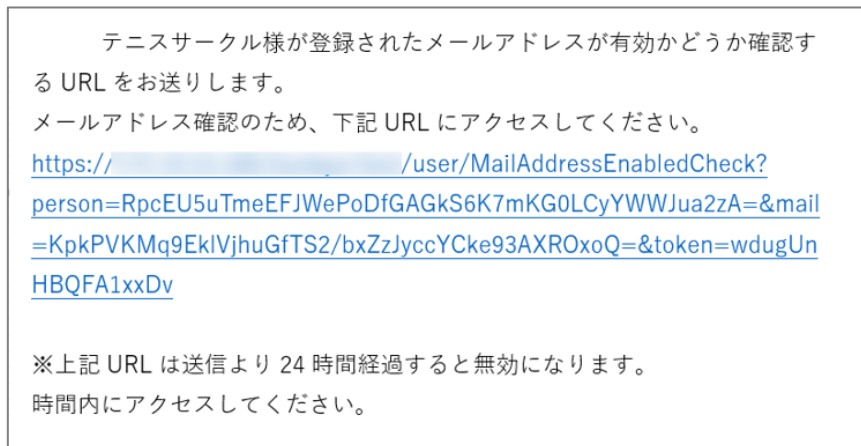 テニスサークル様が登録されたメールアドレスが有効かどうか確認す
る URL をお送りします。
メールアドレス確認のため、下記 URL にアクセスしてください。
https:// /user/MailAddressEnabledCheck?
person=RpcEU5uTmeEFJWePoDfGAGkS6K7mKG0LCyYWWJua2zA=&mail
=KpkPVKMq9EklVjhuGfTS2/bxZzJyccYCke93AXROxoQ=&token=wdugUn
HBQFA1xxDv
※上記 URL は送信より 24 時間経過すると無効になります。
時間内にアクセスしてください。